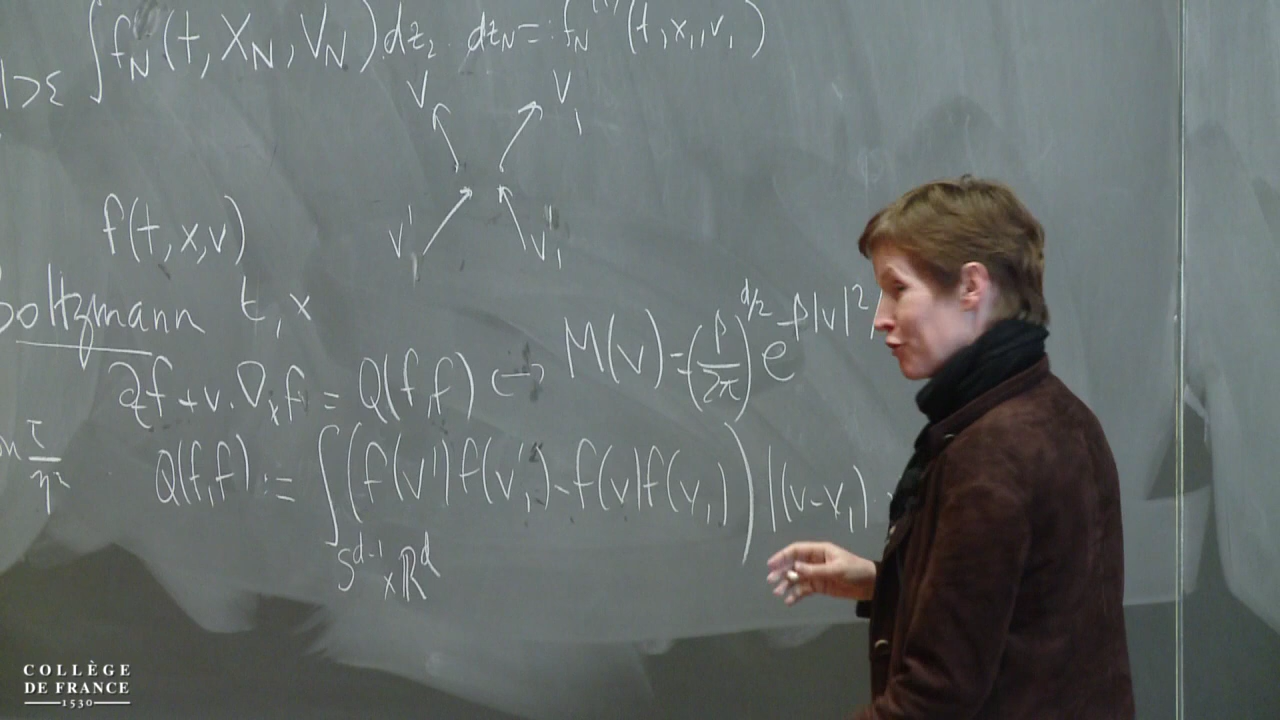 ∫f_N(t, X_N, V_N)dz_2 . dz_N =: f_N^(1)(t, x_1, v_1)
|>ε
v v_1
v' v'_1
f(t, x, v)
Boltzmann t, x
∂_t f + v.∇_x f = Q(f,f) ↔ M(v) = (β/2π)^{d/2} e^{-β|v|²/
Q(f,f) := ∫_{S^{d-1}×ℝ^d} (f(v')f(v'_1) - f(v)f(v_1)) |(v-v_1).
COLLÈGE
DE FRANCE
1530